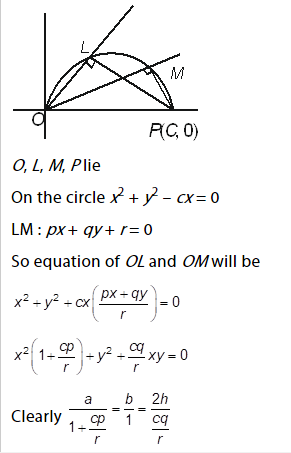 L
M
O
P(C, 0)
O, L, M, P lie
On the circle x² + y² – cx = 0
LM : px + qy + r = 0
So equation of OL and OM will be
x² + y² + cx((px + qy)/r) = 0
x²(1 + cp/r) + y² + cq/r xy = 0
Clearly a/(1 + cp/r) = b/1 = 2h/(cq/r)